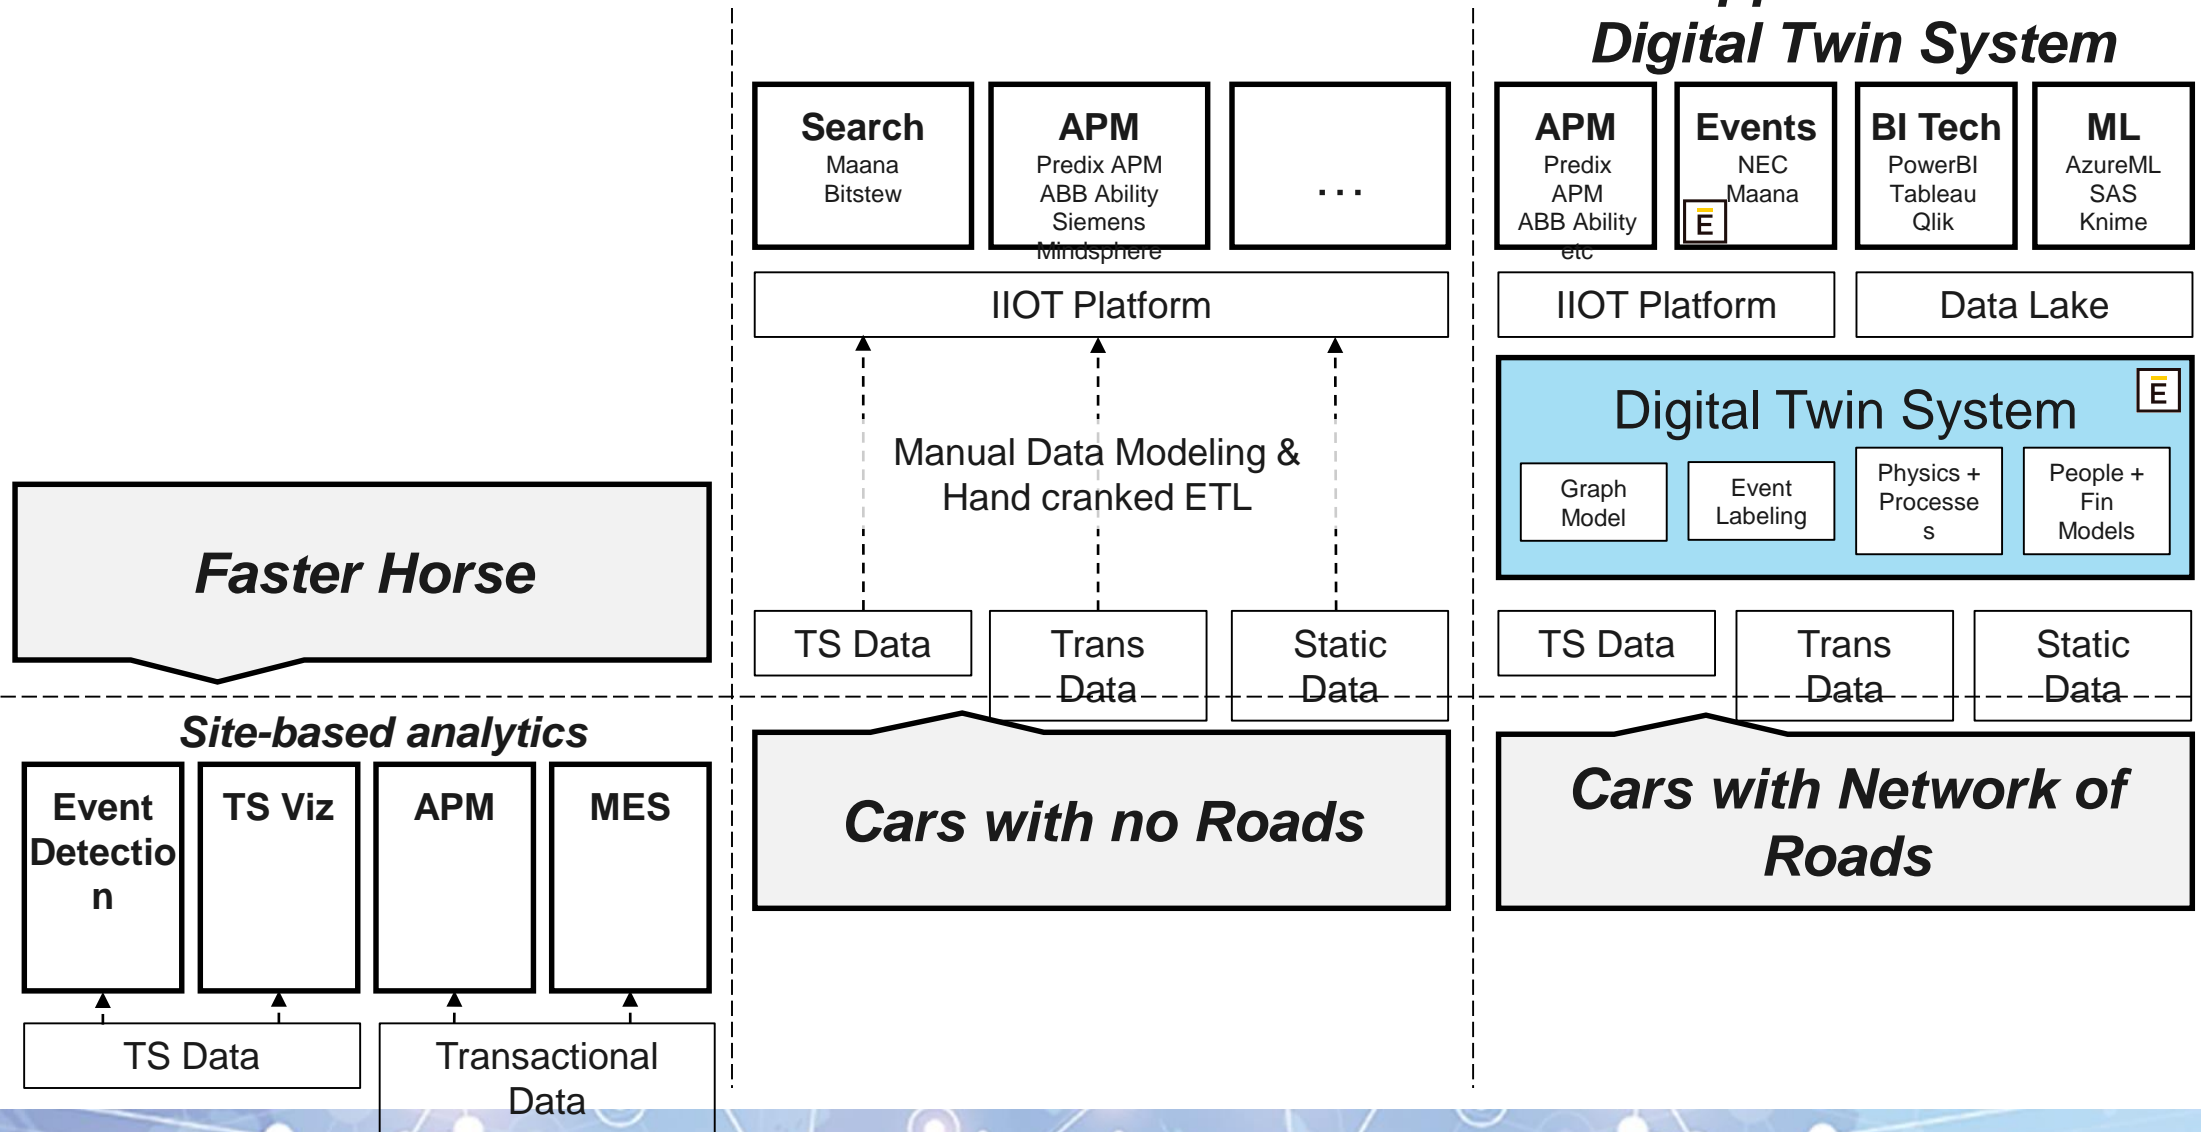 Digital Twin System
Search
Maana
Bitstew
APM
Predix APM
ABB Ability
Siemens
Mindsphere
...
IIOT Platform
Manual Data Modeling &
Hand cranked ETL
TS Data
Trans
Data
Static
Data
Cars with no Roads
APM
Predix
APM
ABB Ability
etc
Events
NEC
Maana
E
BI Tech
PowerBI
Tableau
Qlik
ML
AzureML
SAS
Knime
IIOT Platform
Data Lake
Digital Twin System
E
Graph
Model
Event
Labeling
Physics +
Processe
s
People +
Fin
Models
TS Data
Trans
Data
Static
Data
Cars with Network of
Roads
Faster Horse
Site-based analytics
Event
Detectio
n
TS Viz
APM
MES
TS Data
Transactional
Data